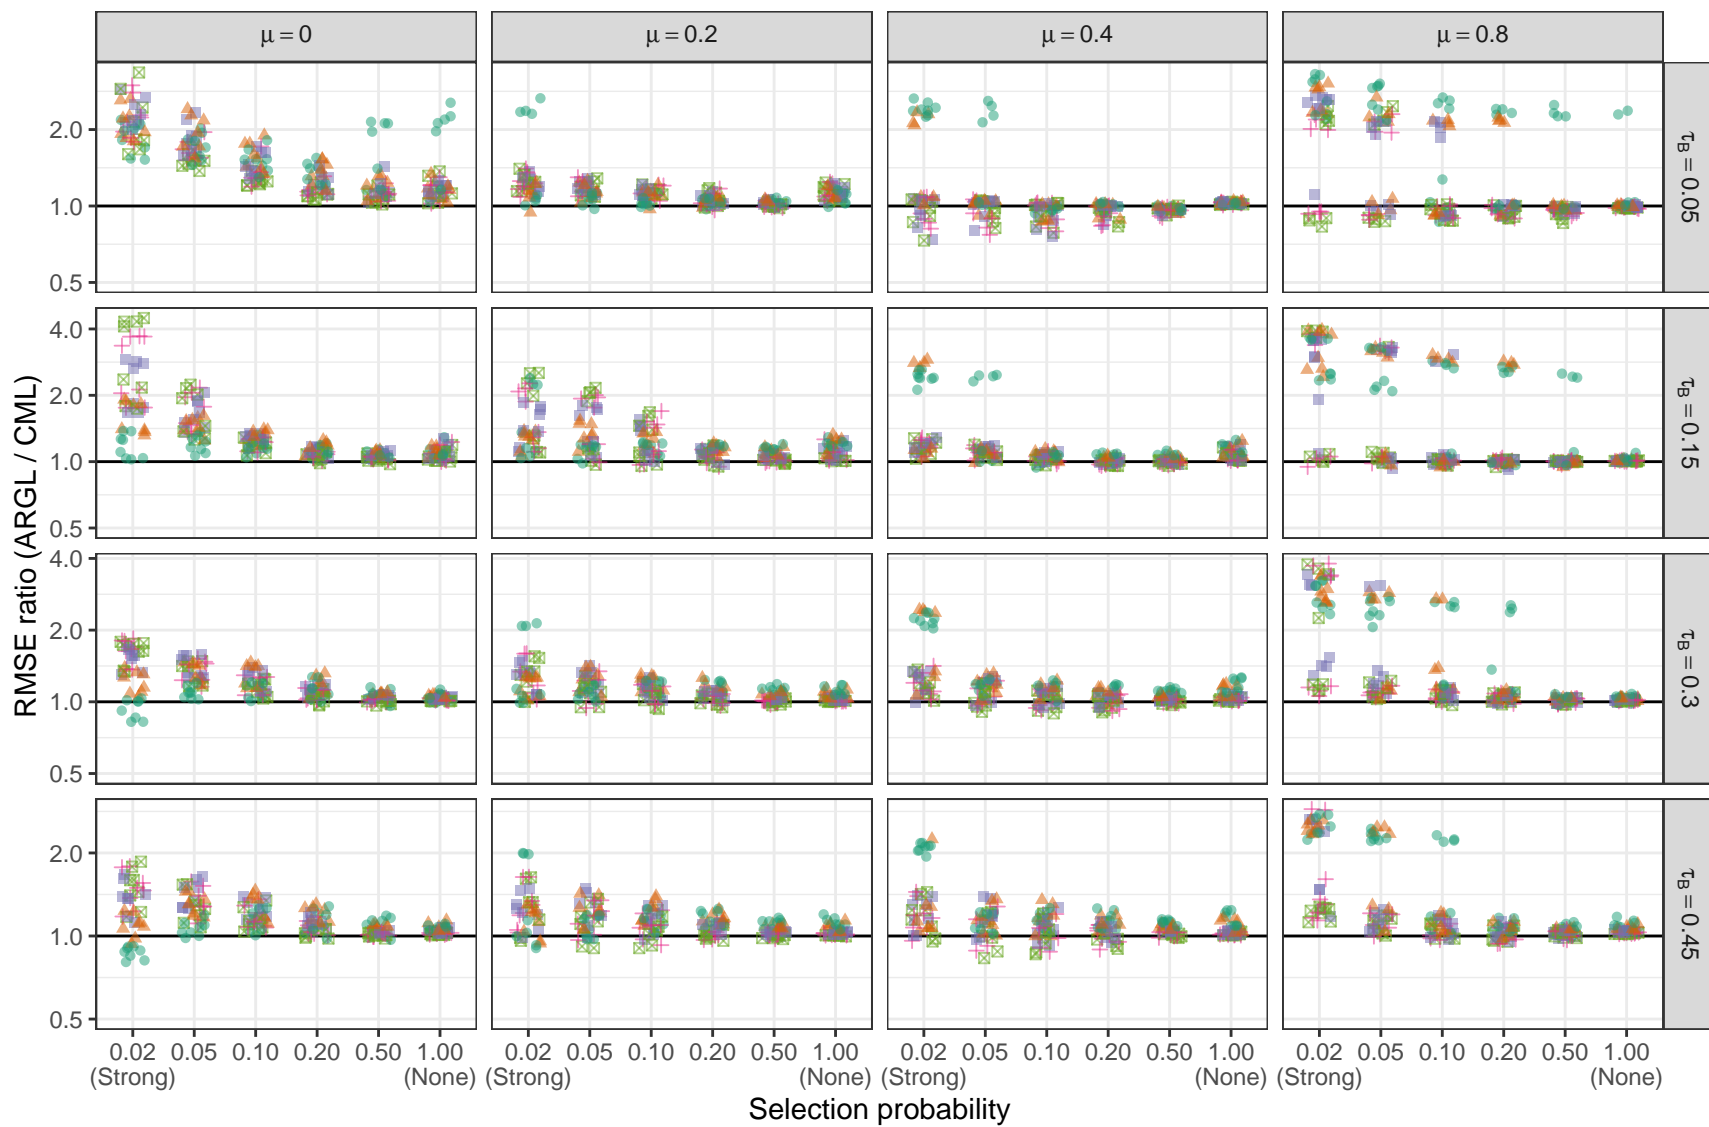 μ = 0
μ = 0.2
μ = 0.4
μ = 0.8
RMSE ratio (ARGL / CML)
2.0
1.0
0.5
τB = 0.05
4.0
2.0
1.0
0.5
τB = 0.15
4.0
2.0
1.0
0.5
τB = 0.3
2.0
1.0
0.5
τB = 0.45
0.02 0.05 0.10 0.20 0.50 1.00
(Strong) (None)
0.02 0.05 0.10 0.20 0.50 1.00
(Strong) (None)
0.02 0.05 0.10 0.20 0.50 1.00
(Strong) (None)
0.02 0.05 0.10 0.20 0.50 1.00
(Strong) (None)
Selection probability